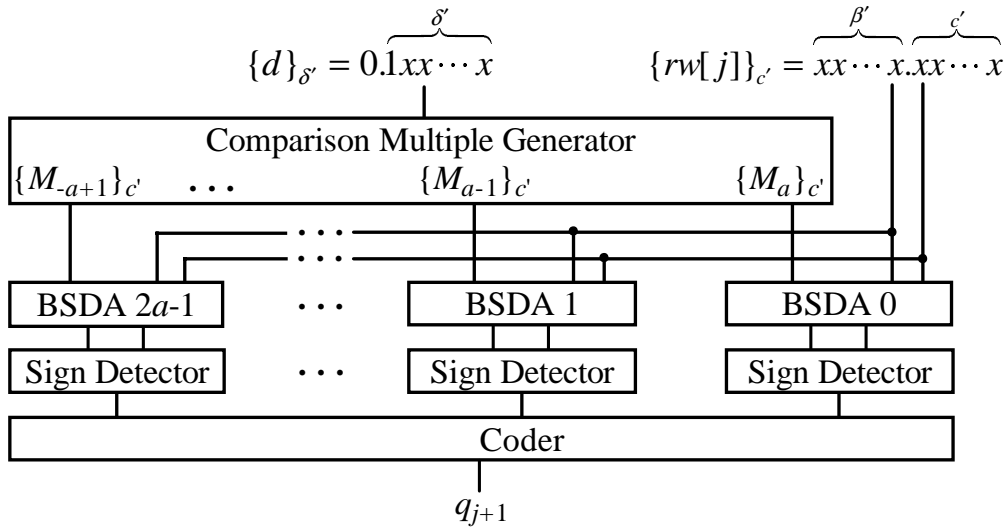 δ′ β′ c′
{d}δ′ = 0.1xx⋯x {rw[j]}c′ = xx⋯x.xx⋯x
Comparison Multiple Generator
{M-a+1}c' ... {Ma-1}c' {Ma}c'
...
...
BSDA 2a-1 ... BSDA 1 BSDA 0
Sign Detector ... Sign Detector Sign Detector
Coder
qj+1